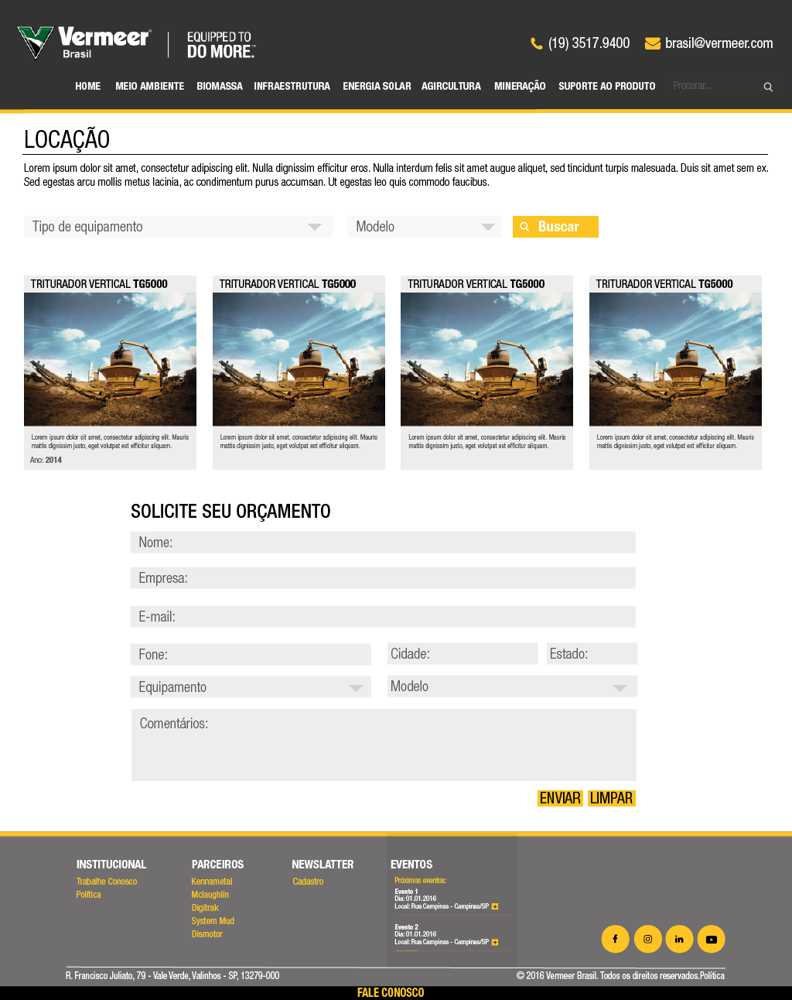 Vermeer®
Brasil
EQUIPPED TO
DO MORE.™
(19) 3517.9400
brasil@vermeer.com
HOME MEIO AMBIENTE BIOMASSA INFRAESTRUTURA ENERGIA SOLAR AGIRCULTURA MINERAÇÃO SUPORTE AO PRODUTO Procurar...
LOCAÇÃO
Lorem ipsum dolor sit amet, consectetur adipiscing elit. Nulla dignissim efficitur eros. Nulla interdum felis sit amet augue aliquet, sed tincidunt turpis malesuada. Duis sit amet sem ex.
Sed egestas arcu mollis metus lacinia, ac condimentum purus accumsan. Ut egestas leo quis commodo faucibus.
Tipo de equipamento
Modelo
Buscar
TRITURADOR VERTICAL TG5000
Lorem ipsum dolor sit amet, consectetur adipiscing elit. Mauris
mattis dignissim justo, eget volutpat est efficitur aliquam.
Ano: 2014
TRITURADOR VERTICAL TG5000
Lorem ipsum dolor sit amet, consectetur adipiscing elit. Mauris
mattis dignissim justo, eget volutpat est efficitur aliquam.
TRITURADOR VERTICAL TG5000
Lorem ipsum dolor sit amet, consectetur adipiscing elit. Mauris
mattis dignissim justo, eget volutpat est efficitur aliquam.
TRITURADOR VERTICAL TG5000
Lorem ipsum dolor sit amet, consectetur adipiscing elit. Mauris
mattis dignissim justo, eget volutpat est efficitur aliquam.
SOLICITE SEU ORÇAMENTO
Nome:
Empresa:
E-mail:
Fone:
Cidade:
Estado:
Equipamento
Modelo
Comentários:
ENVIAR
LIMPAR
INSTITUCIONAL
Trabalhe Conosco
Política
PARCEIROS
Kennametal
Mclaughlin
Digitrak
System Mud
Dismotor
NEWSLATTER
Cadastro
EVENTOS
Próximos eventos:
Evento 1
Dia: 01.01.2016
Local: Rua Campinas - Campinas/SP
Evento 2
Dia: 01.01.2016
Local: Rua Campinas - Campinas/SP
R. Francisco Juliato, 79 - Vale Verde, Valinhos - SP, 13279-000
© 2016 Vermeer Brasil. Todos os direitos reservados.Política
FALE CONOSCO